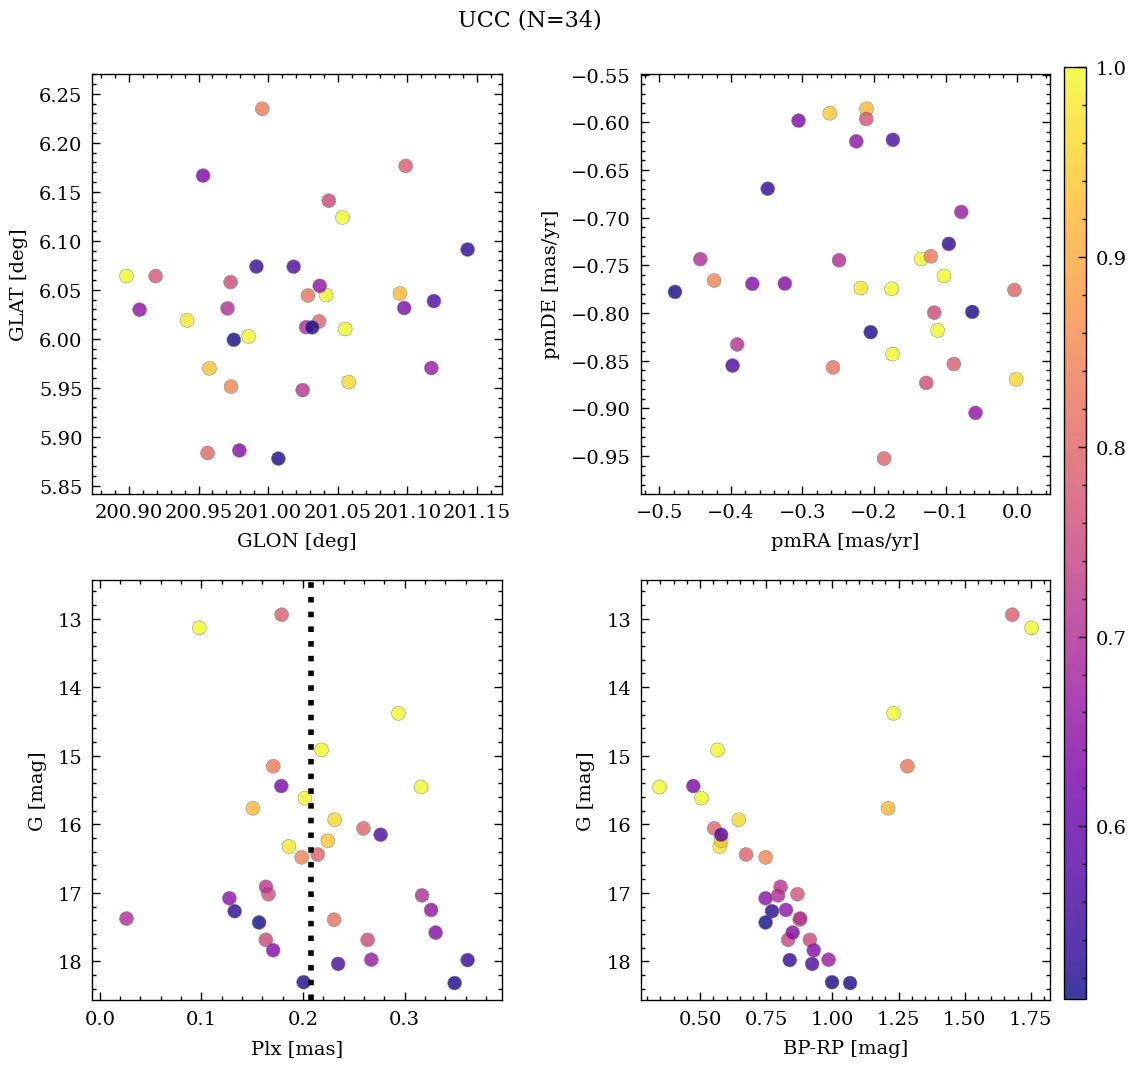 UCC (N=34)
6.25
6.20
6.15
6.10
6.05
6.00
5.95
5.90
5.85
GLAT [deg]
200.90 200.95 201.00 201.05 201.10 201.15
GLON [deg]
−0.55
−0.60
−0.65
−0.70
−0.75
−0.80
−0.85
−0.90
−0.95
pmDE [mas/yr]
−0.5 −0.4 −0.3 −0.2 −0.1 0.0
pmRA [mas/yr]
1.0
0.9
0.8
0.7
0.6
13
14
15
16
17
18
G [mag]
0.0 0.1 0.2 0.3
Plx [mas]
13
14
15
16
17
18
G [mag]
0.50 0.75 1.00 1.25 1.50 1.75
BP-RP [mag]